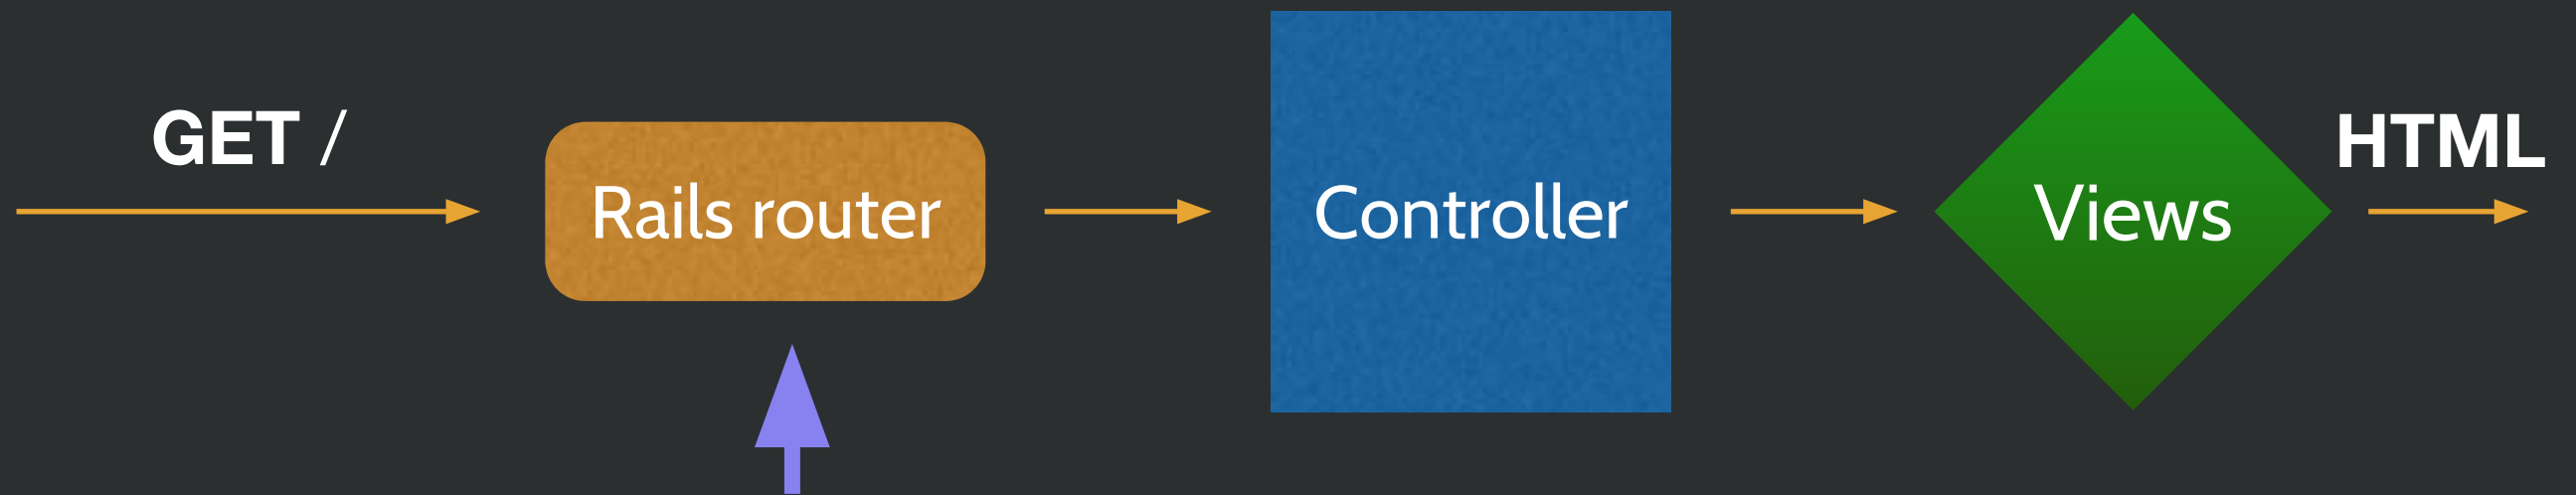 GET /
Rails router
Controller
Views
HTML